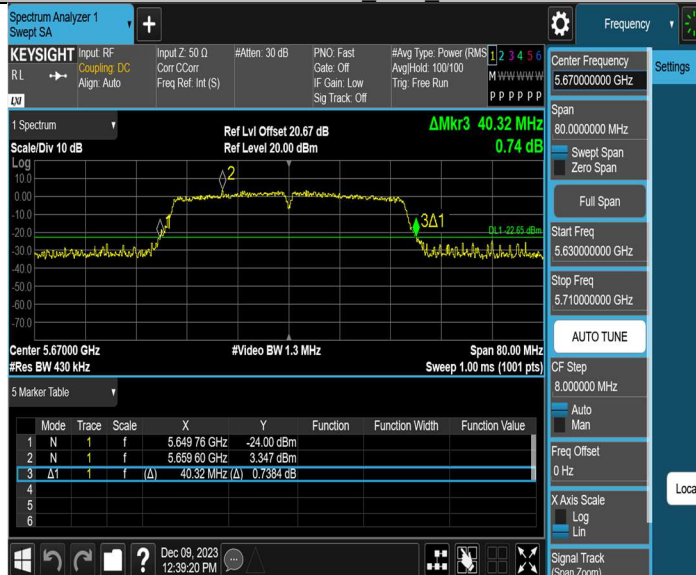 Spectrum Analyzer 1
Swept SA
Frequency
KEYSIGHT
RL
LXI
Input: RF
Coupling: DC
Align: Auto
Input Z: 50 Ω
Corr CCorr
Freq Ref: Int (S)
#Atten: 30 dB
PNO: Fast
Gate: Off
IF Gain: Low
Sig Track: Off
#Avg Type: Power (RMS
Avg|Hold: 100/100
Trig: Free Run
1 2 3 4 5 6
M W W W W W
P P P P P P
1 Spectrum
Scale/Div 10 dB
Ref Lvl Offset 20.67 dB
Ref Level 20.00 dBm
ΔMkr3 40.32 MHz
0.74 dB
Log
10.0
0.00
-10.0
-20.0
-30.0
-40.0
-50.0
-60.0
-70.0
1
2
3Δ1
DL1 -22.65 dBm
Center 5.67000 GHz
#Video BW 1.3 MHz
Span 80.00 MHz
#Res BW 430 kHz
Sweep 1.00 ms (1001 pts)
5 Marker Table
Mode Trace Scale X Y Function Function Width Function Value
1 N 1 f 5.649 76 GHz -24.00 dBm
2 N 1 f 5.659 60 GHz 3.347 dBm
3 Δ1 1 f (Δ) 40.32 MHz (Δ) 0.7384 dB
4
5
6
?
Dec 09, 2023
12:39:20 PM
Center Frequency
5.670000000 GHz
Settings
Span
80.0000000 MHz
Swept Span
Zero Span
Full Span
Start Freq
5.630000000 GHz
Stop Freq
5.710000000 GHz
AUTO TUNE
CF Step
8.000000 MHz
Auto
Man
Freq Offset
0 Hz
X Axis Scale
Log
Lin
Signal Track
(Span Zoom)
Loca